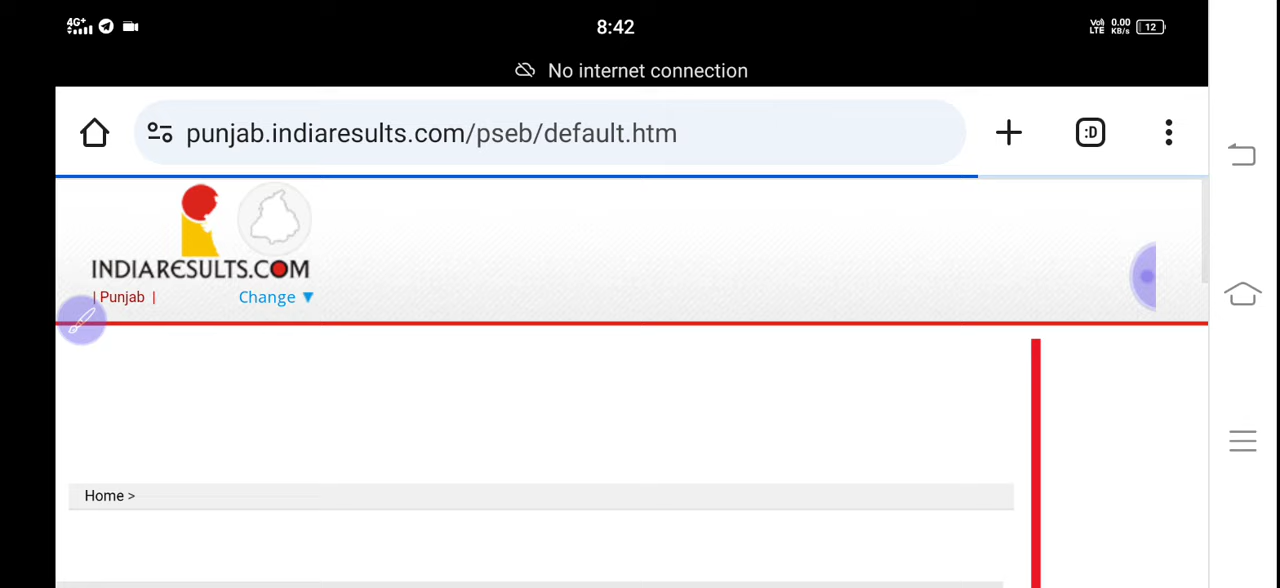 4G+
8:42
Vo) LTE 0.00 KB/s 12
No internet connection
punjab.indiaresults.com/pseb/default.htm
:D
INDIARESULTS.COM
| Punjab |
Change ▼
Home >